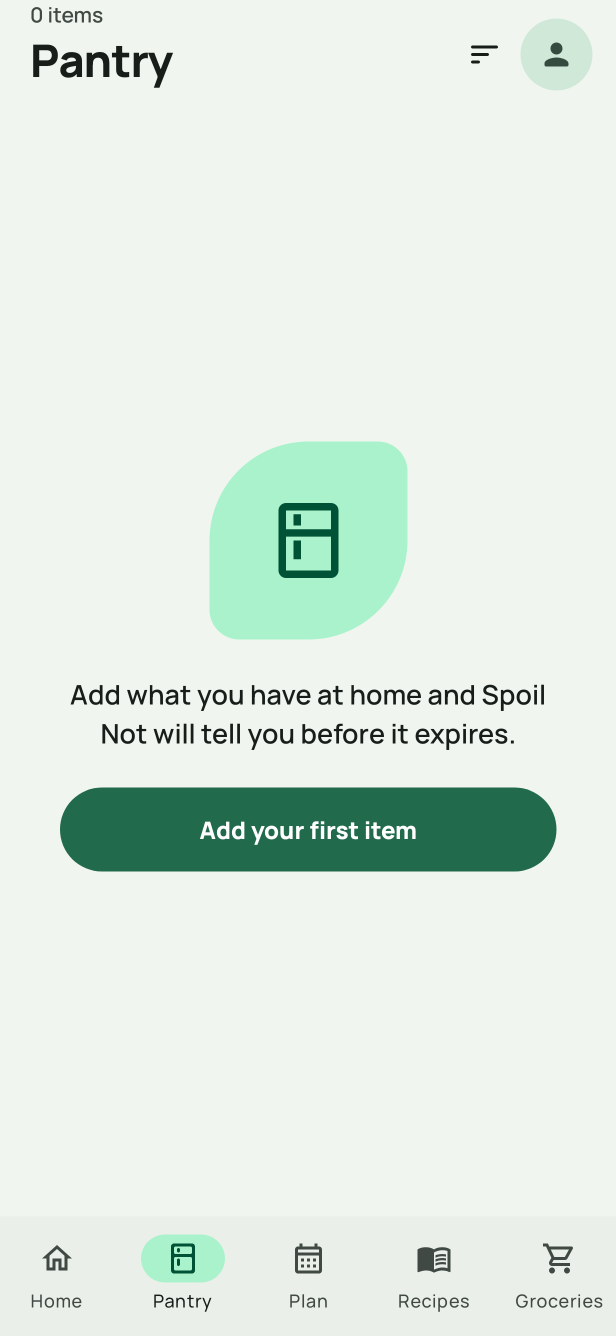 0 items
Pantry
Add what you have at home and Spoil
Not will tell you before it expires.
Add your first item
Home
Pantry
Plan
Recipes
Groceries